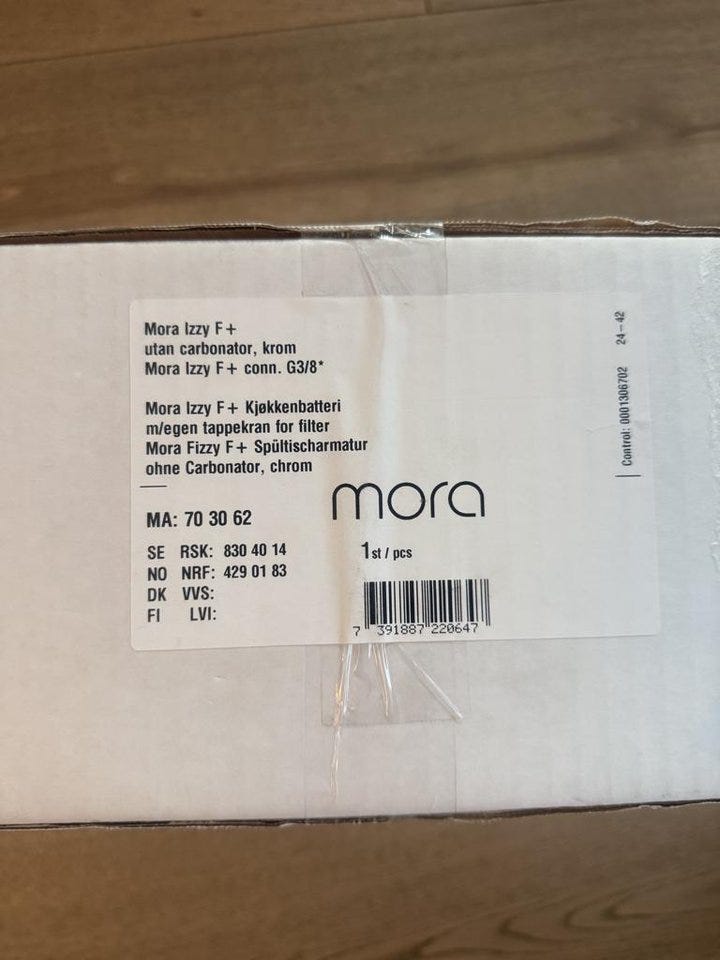 Mora Izzy F+
utan carbonator, krom
Mora Izzy F+ conn. G3/8*
Mora Izzy F+ Kjøkkenbatteri
m/egen tappekran for filter
Mora Fizzy F+ Spültischarmatur
ohne Carbonator, chrom
mora
MA: 70 30 62
SE RSK: 830 40 14
NO NRF: 429 01 83
DK VVS:
FI LVI:
1st / pcs
7 391887 220647
Control: 0001306702 24-42